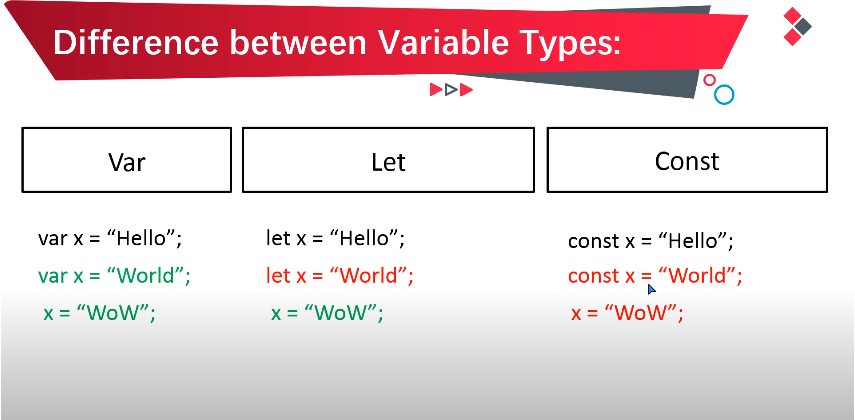 Difference between Variable Types:
Var
Let
Const
var x = “Hello”;
var x = “World”;
x = “WoW”;
let x = “Hello”;
let x = “World”;
x = “WoW”;
const x = “Hello”;
const x = “World”;
x = “WoW”;